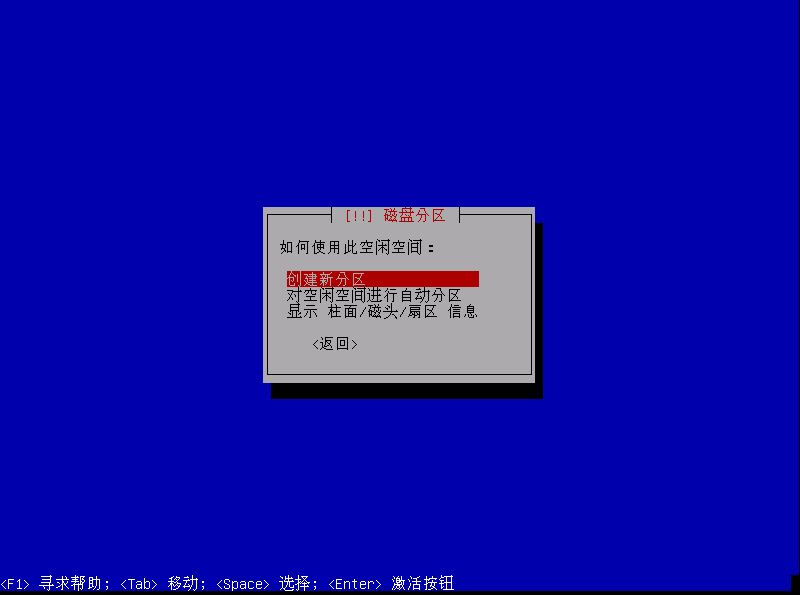 [!!] 磁盘分区
如何使用此空闲空间：
创建新分区
对空闲空间进行自动分区
显示 柱面/磁头/扇区 信息
<返回>
<F1> 寻求帮助; <Tab> 移动; <Space> 选择; <Enter> 激活按钮